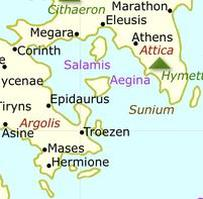 Cithaeron
Marathon
Eleusis
Megara
Athens
Corinth
Attica
Salamis
Hymett
ycenae
Aegina
Epidaurus
Sunium
Tiryns
Argolis
Troezen
Asine
Mases
Hermione